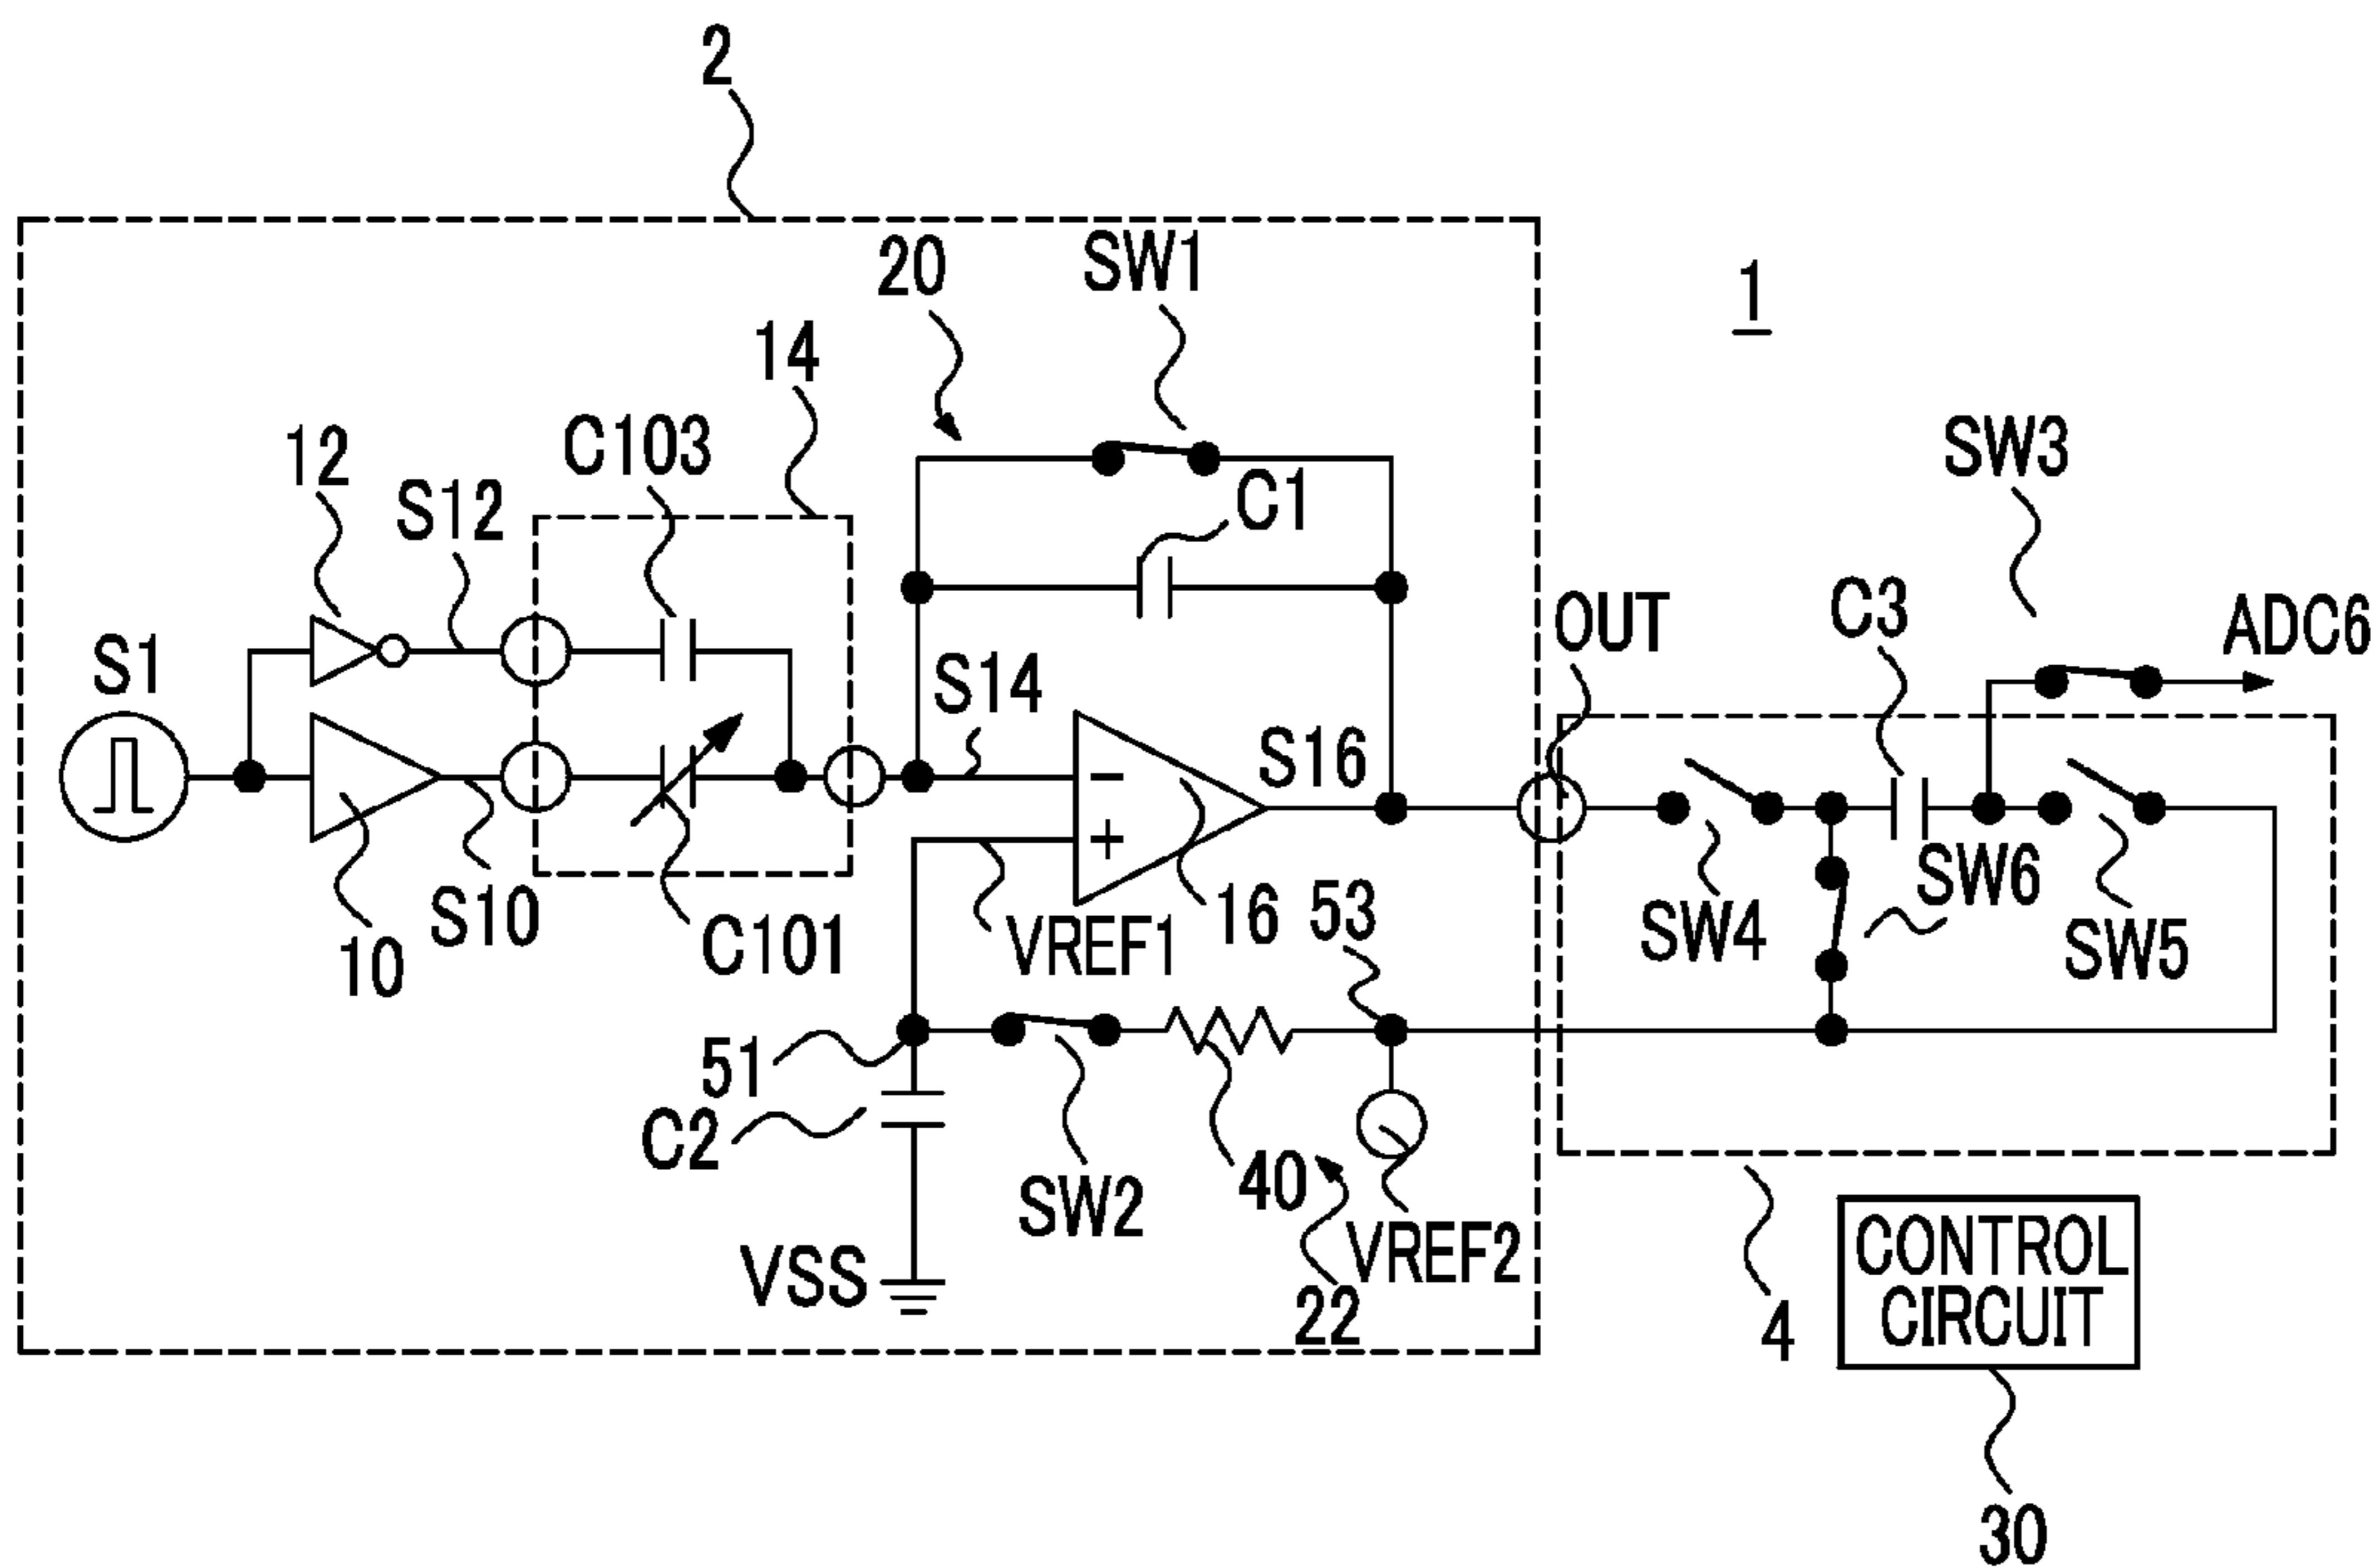 2
20
SW1
1
14
12
C103
SW3
S12
C1
OUT
C3
ADC6
S1
S14
S16
-
+
SW6
10
S10
C101
VREF1
16
53
SW4
SW5
51
C2
SW2
40
VREF2
VSS
22
4
CONTROL
CIRCUIT
30